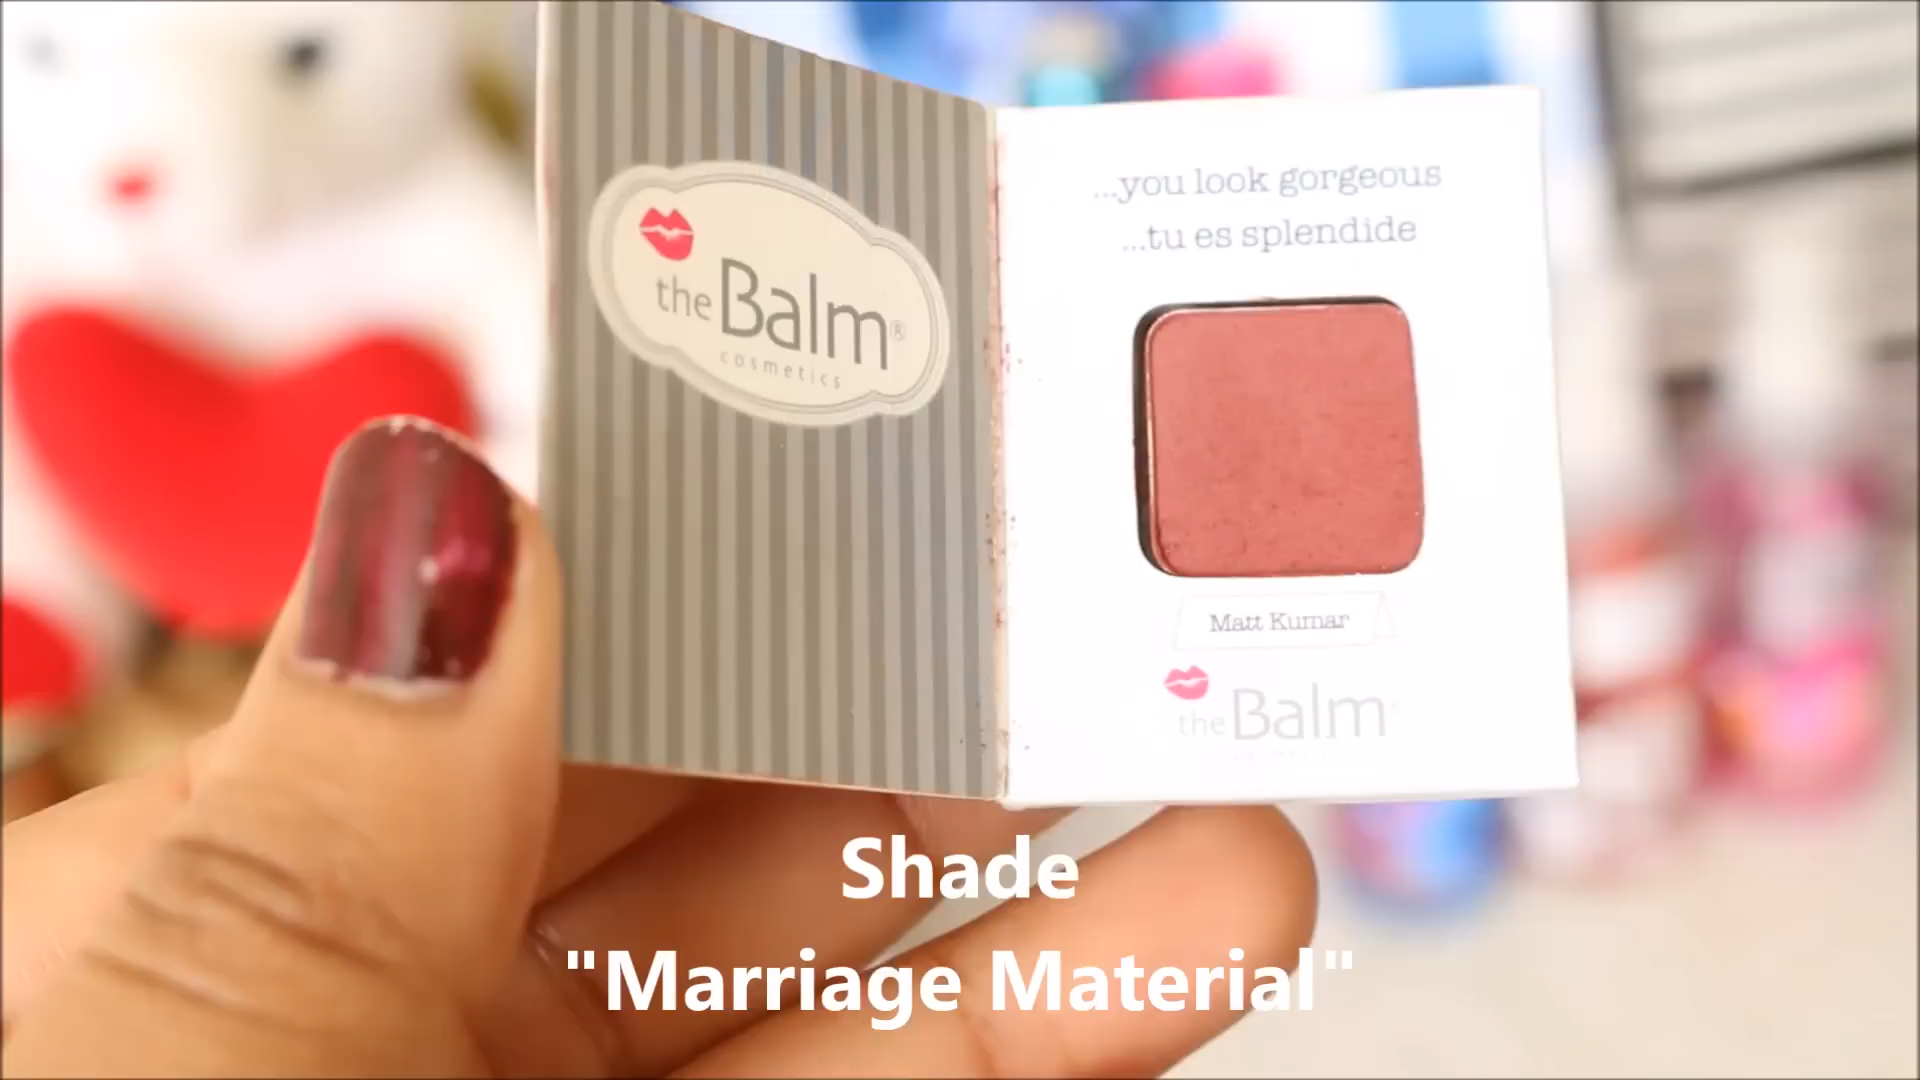 the Balm®
cosmetics
...you look gorgeous
...tu es splendide
Matt Kumar
the Balm
Shade
"Marriage Material"